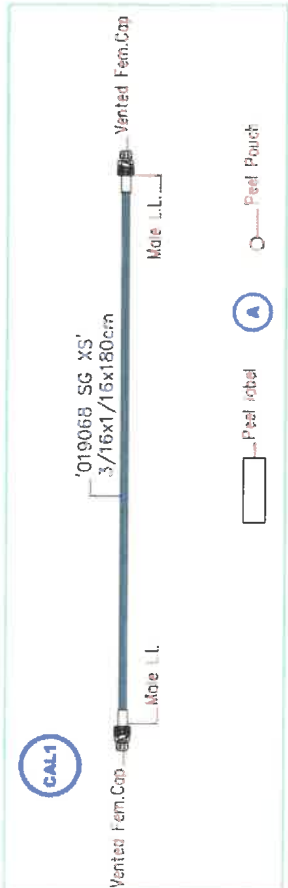 CAL1
'019068 SG XS'
3/16x1/16x180cm
Vented Fem.Cap
Male L.L.
Male L.L.
Vented Fem.Cap
Peel label
A
Peel Pouch